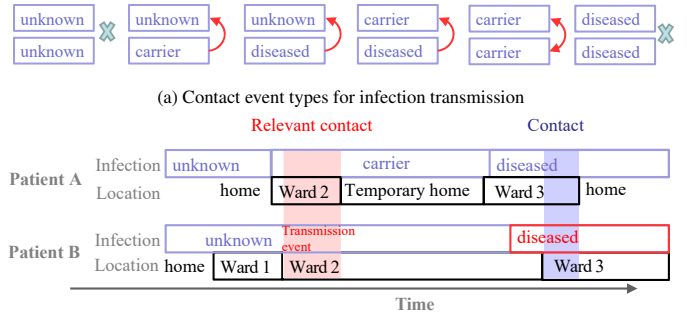 unknown unknown unknown carrier carrier diseased
unknown carrier diseased diseased carrier diseased
(a) Contact event types for infection transmission
Relevant contact Contact
Infection unknown carrier diseased
Patient A
Location home Ward 2 Temporary home Ward 3 home
Infection unknown Transmission event diseased
Patient B
Location home Ward 1 Ward 2 Ward 3
Time